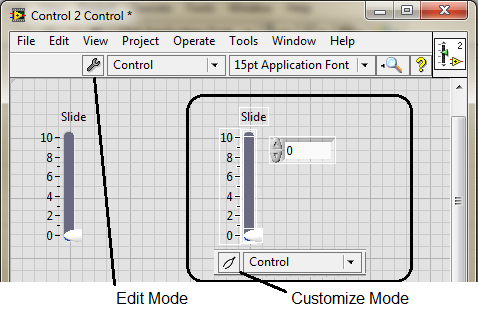 Control 2 Control *
File Edit View Project Operate Tools Window Help
Control 15pt Application Font ? 2
Slide
10
8
6
4
2
0
Slide
10
8
6
4
2
0
0
Control
Edit Mode Customize Mode